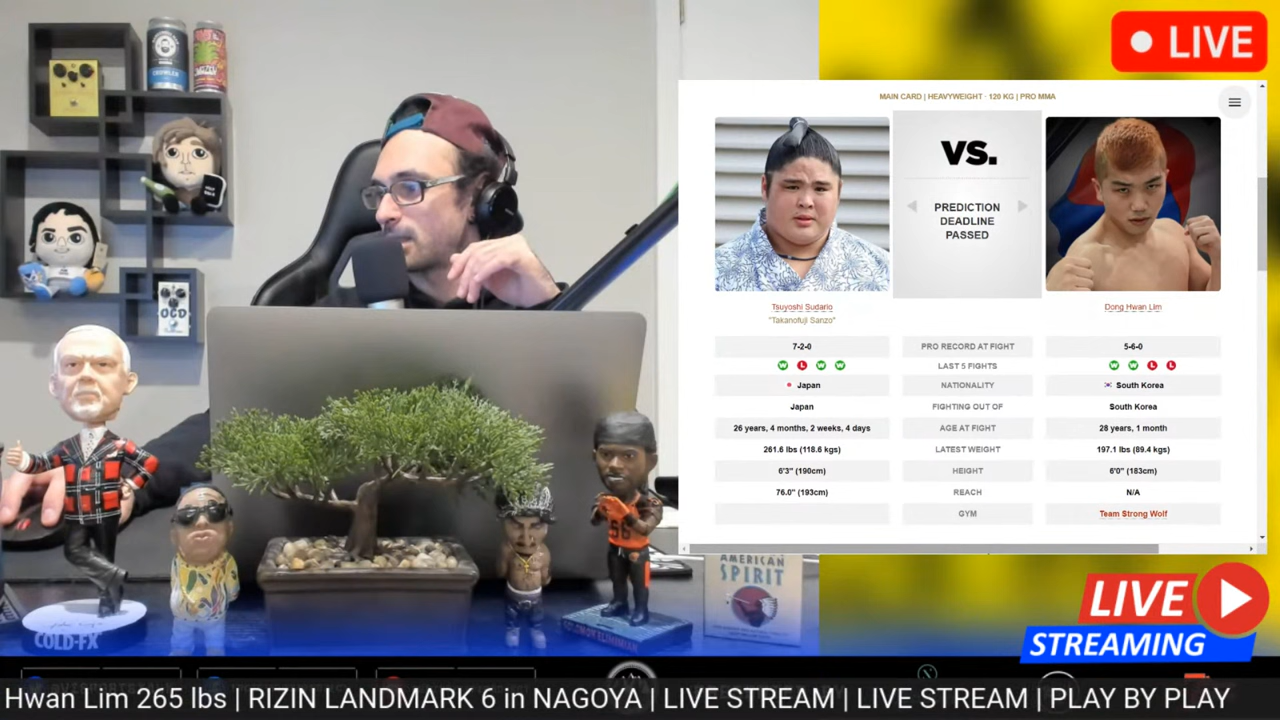 LIVE
MAIN CARD | HEAVYWEIGHT · 120 KG | PRO MMA
VS.
PREDICTION
DEADLINE
PASSED
Tsuyoshi Sudario
"Takanofuji Sanzo"
Dong Hwan Lim
7-2-0 PRO RECORD AT FIGHT 5-6-0
W L W W LAST 5 FIGHTS W W L L
Japan NATIONALITY South Korea
Japan FIGHTING OUT OF South Korea
26 years, 4 months, 2 weeks, 4 days AGE AT FIGHT 28 years, 1 month
261.6 lbs (118.6 kgs) LATEST WEIGHT 197.1 lbs (89.4 kgs)
6'3" (190cm) HEIGHT 6'0" (183cm)
76.0" (193cm) REACH N/A
GYM Team Strong Wolf
CROWLER
OCD
56
AMERICAN
SPIRIT
COLD-FX
SOLOMON ELIMIMIAN
LIVE
STREAMING
Hwan Lim 265 lbs | RIZIN LANDMARK 6 in NAGOYA | LIVE STREAM | LIVE STREAM | PLAY BY PLAY